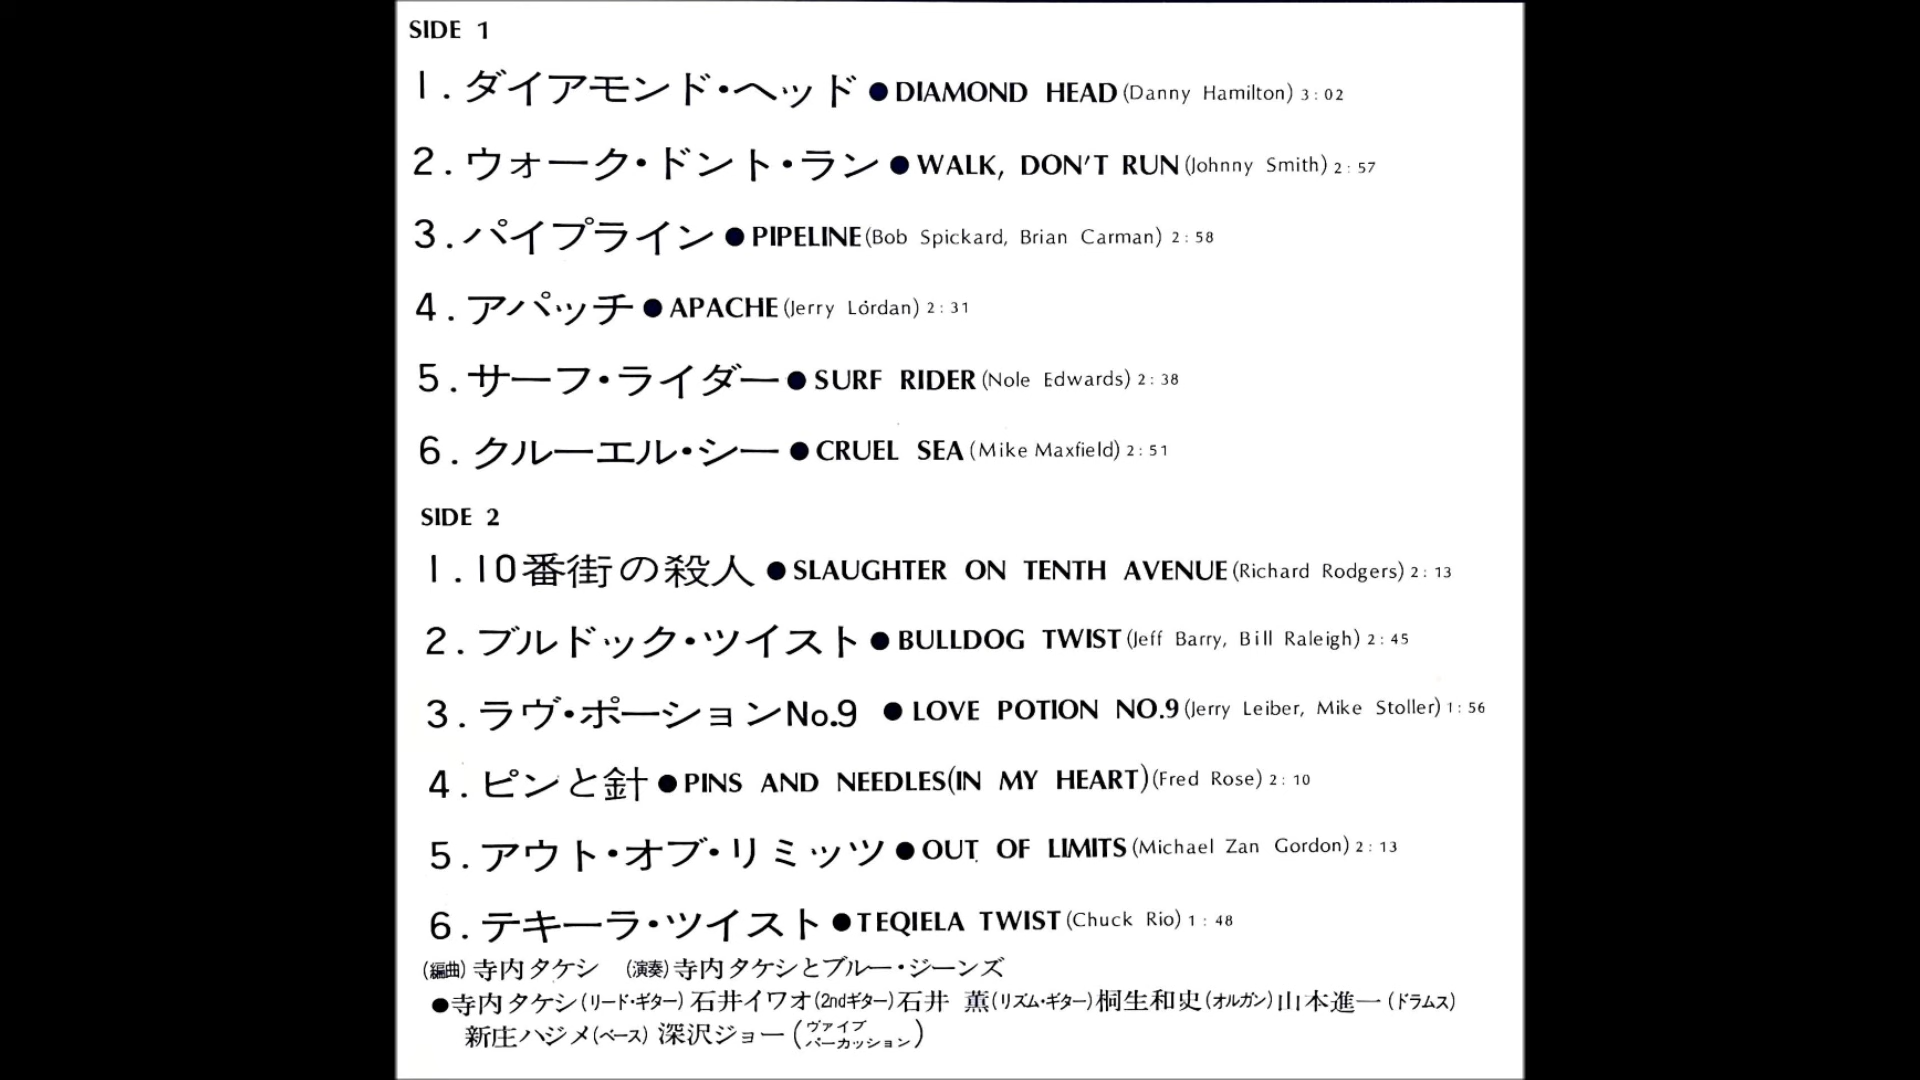 SIDE 1
1. ダイアモンド・ヘッド ● DIAMOND HEAD (Danny Hamilton) 3:02
2. ウォーク・ドント・ラン ● WALK, DON'T RUN (Johnny Smith) 2:57
3. パイプライン ● PIPELINE (Bob Spickard, Brian Carman) 2:58
4. アパッチ ● APACHE (Jerry Lordan) 2:31
5. サーフ・ライダー ● SURF RIDER (Nole Edwards) 2:38
6. クルーエル・シー ● CRUEL SEA (Mike Maxfield) 2:51
SIDE 2
1. 10番街の殺人 ● SLAUGHTER ON TENTH AVENUE (Richard Rodgers) 2:13
2. ブルドック・ツイスト ● BULLDOG TWIST (Jeff Barry, Bill Raleigh) 2:45
3. ラヴ・ポーションNo.9 ● LOVE POTION NO.9 (Jerry Leiber, Mike Stoller) 1:56
4. ピンと針 ● PINS AND NEEDLES(IN MY HEART) (Fred Rose) 2:10
5. アウト・オブ・リミッツ ● OUT OF LIMITS (Michael Zan Gordon) 2:13
6. テキーラ・ツイスト ● TEQIELA TWIST (Chuck Rio) 1:48
(編曲) 寺内タケシ (演奏) 寺内タケシとブルー・ジーンズ
●寺内タケシ(リード・ギター) 石井イワオ(2ndギター) 石井 薫(リズム・ギター) 桐生和史(オルガン) 山本進一(ドラムス)
新庄ハジメ(ベース) 深沢ジョー(ヴァイブ パーカッション)